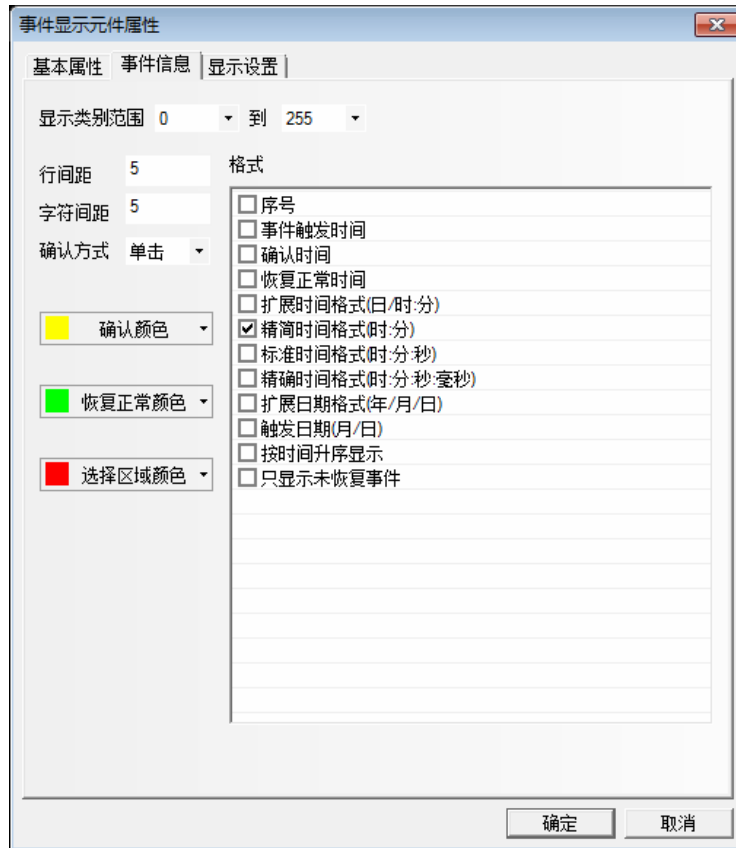 事件显示元件属性
基本属性 事件信息 显示设置
显示类别范围 0 到 255
行间距 5
字符间距 5
确认方式 单击
确认颜色
恢复正常颜色
选择区域颜色
格式
序号
事件触发时间
确认时间
恢复正常时间
扩展时间格式(日/时:分)
精简时间格式(时:分)
标准时间格式(时:分:秒)
精确时间格式(时:分:秒:毫秒)
扩展日期格式(年/月/日)
触发日期(月/日)
按时间升序显示
只显示未恢复事件
确定 取消